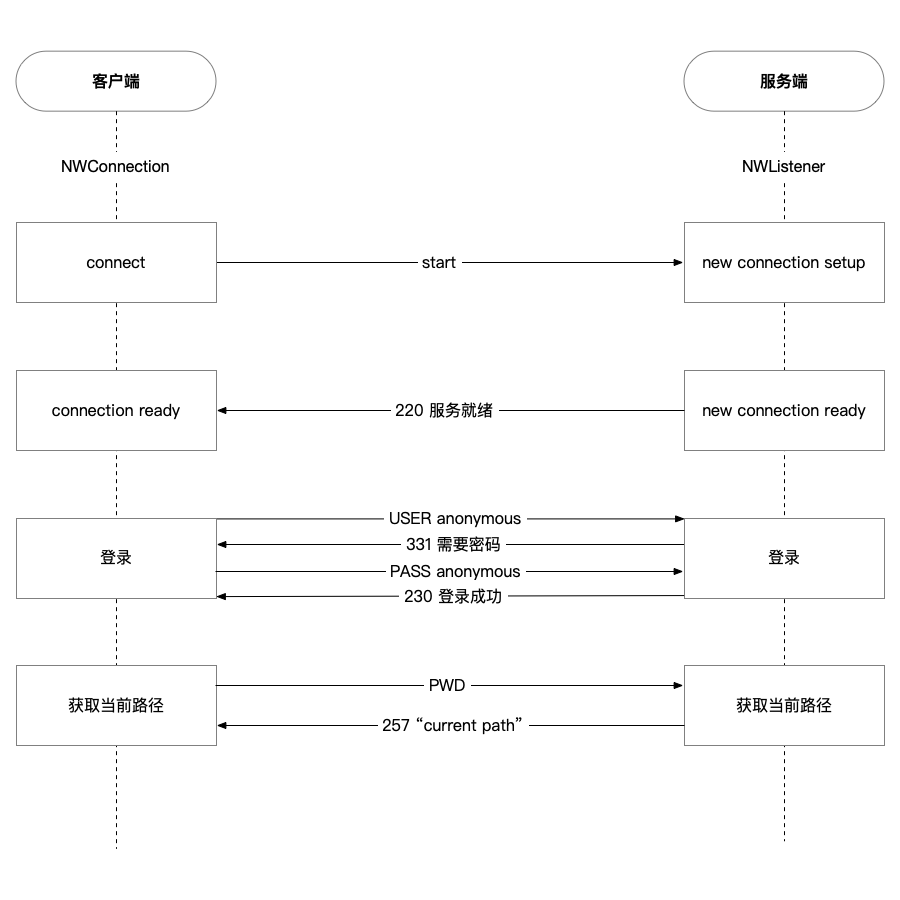 客户端
服务端
NWConnection
NWListener
connect
start
new connection setup
connection ready
220 服务就绪
new connection ready
登录
USER anonymous
331 需要密码
PASS anonymous
230 登录成功
登录
获取当前路径
PWD
257 “current path”
获取当前路径